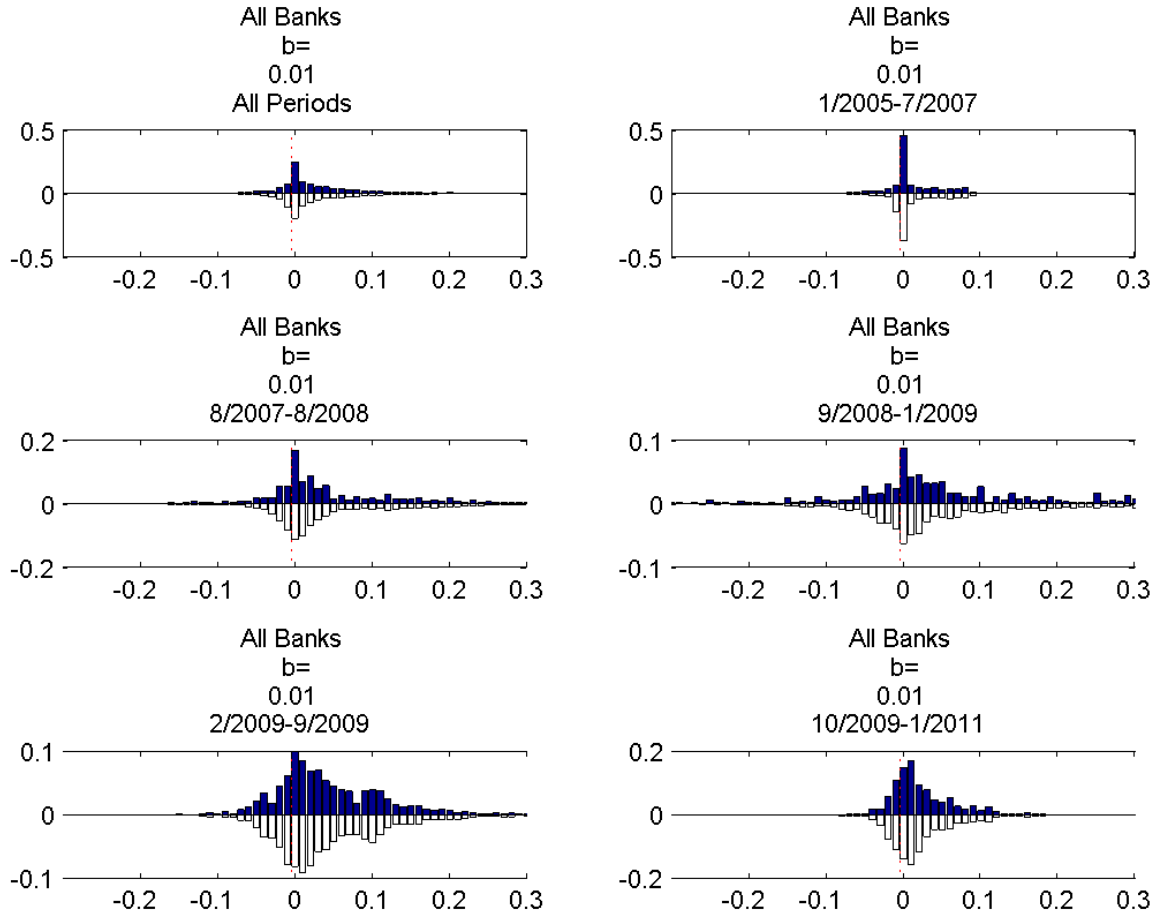 All Banks
b=
0.01
All Periods
0.5
0
-0.5
-0.2 -0.1 0 0.1 0.2 0.3
All Banks
b=
0.01
1/2005-7/2007
0.5
0
-0.5
-0.2 -0.1 0 0.1 0.2 0.3
All Banks
b=
0.01
8/2007-8/2008
0.2
0
-0.2
-0.2 -0.1 0 0.1 0.2 0.3
All Banks
b=
0.01
9/2008-1/2009
0.1
0
-0.1
-0.2 -0.1 0 0.1 0.2 0.3
All Banks
b=
0.01
2/2009-9/2009
0.1
0
-0.1
-0.2 -0.1 0 0.1 0.2 0.3
All Banks
b=
0.01
10/2009-1/2011
0.2
0
-0.2
-0.2 -0.1 0 0.1 0.2 0.3